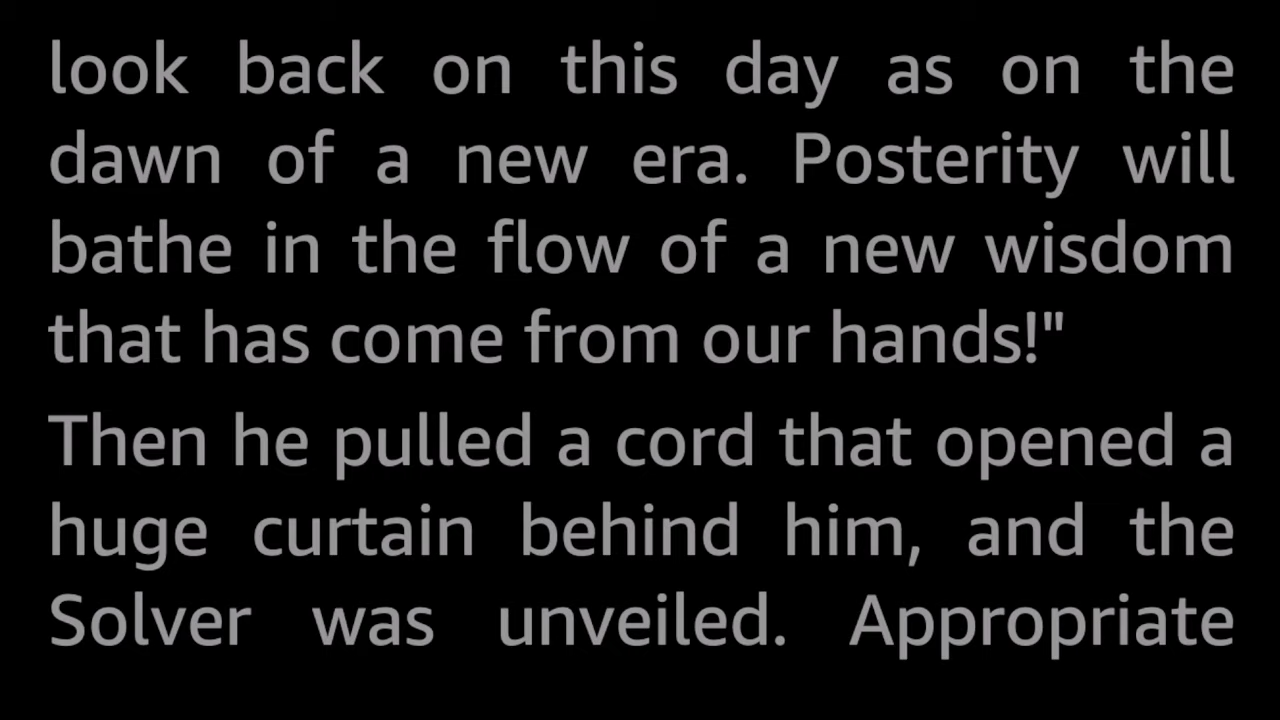 look back on this day as on the
dawn of a new era. Posterity will
bathe in the flow of a new wisdom
that has come from our hands!"
Then he pulled a cord that opened a
huge curtain behind him, and the
Solver was unveiled. Appropriate